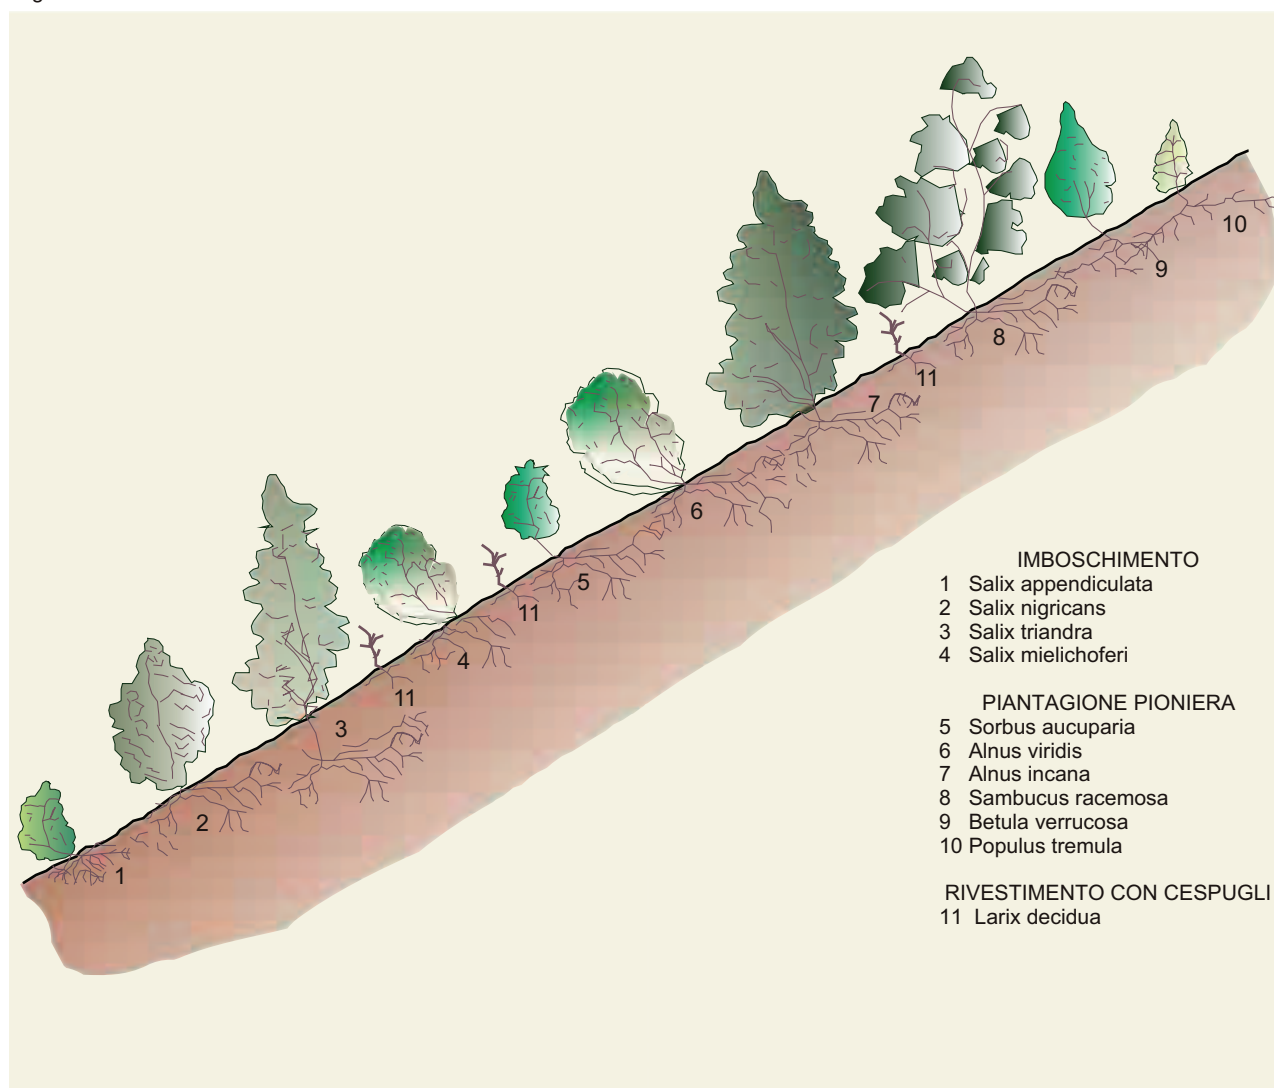 10
9
8
11
7
6
5
11
4
11
3
2
1
IMBOSCHIMENTO
1 Salix appendiculata
2 Salix nigricans
3 Salix triandra
4 Salix mielichoferi
PIANTAGIONE PIONIERA
5 Sorbus aucuparia
6 Alnus viridis
7 Alnus incana
8 Sambucus racemosa
9 Betula verrucosa
10 Populus tremula
RIVESTIMENTO CON CESPUGLI
11 Larix decidua